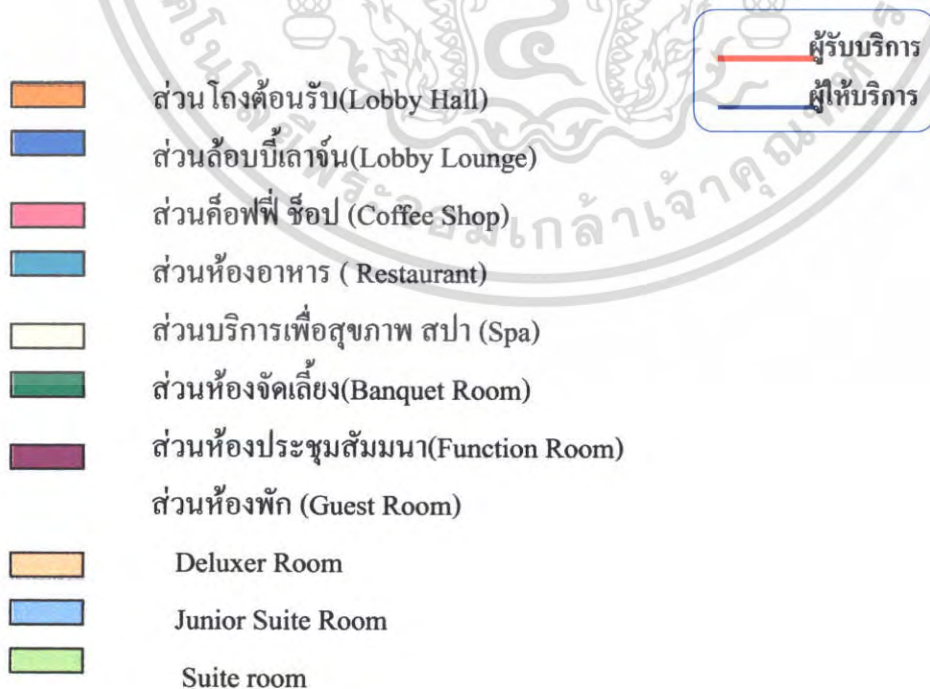 ผู้รับบริการ
ผู้ให้บริการ
ส่วนโถงต้อนรับ(Lobby Hall)
ส่วนล้อบบี้เลาจ์น(Lobby Lounge)
ส่วนค็อฟฟี่ ช็อป (Coffee Shop)
ส่วนห้องอาหาร ( Restaurant)
ส่วนบริการเพื่อสุขภาพ สปา (Spa)
ส่วนห้องจัดเลี้ยง(Banquet Room)
ส่วนห้องประชุมสัมมนา(Function Room)
ส่วนห้องพัก (Guest Room)
Deluxer Room
Junior Suite Room
Suite room